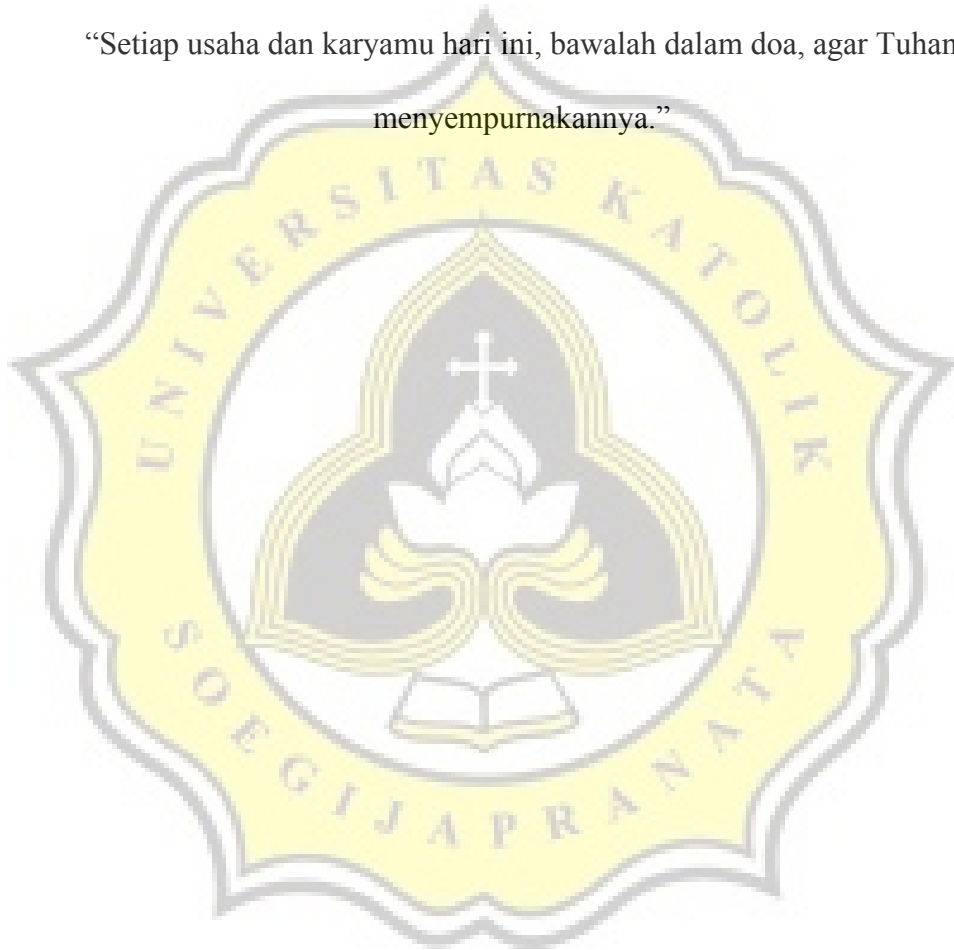 “Setiap usaha dan karyamu hari ini, bawalah dalam doa, agar Tuhan
menyempurnakannya.”
UNIVERSITAS KATOLIK
SOEGIJAPRANATA